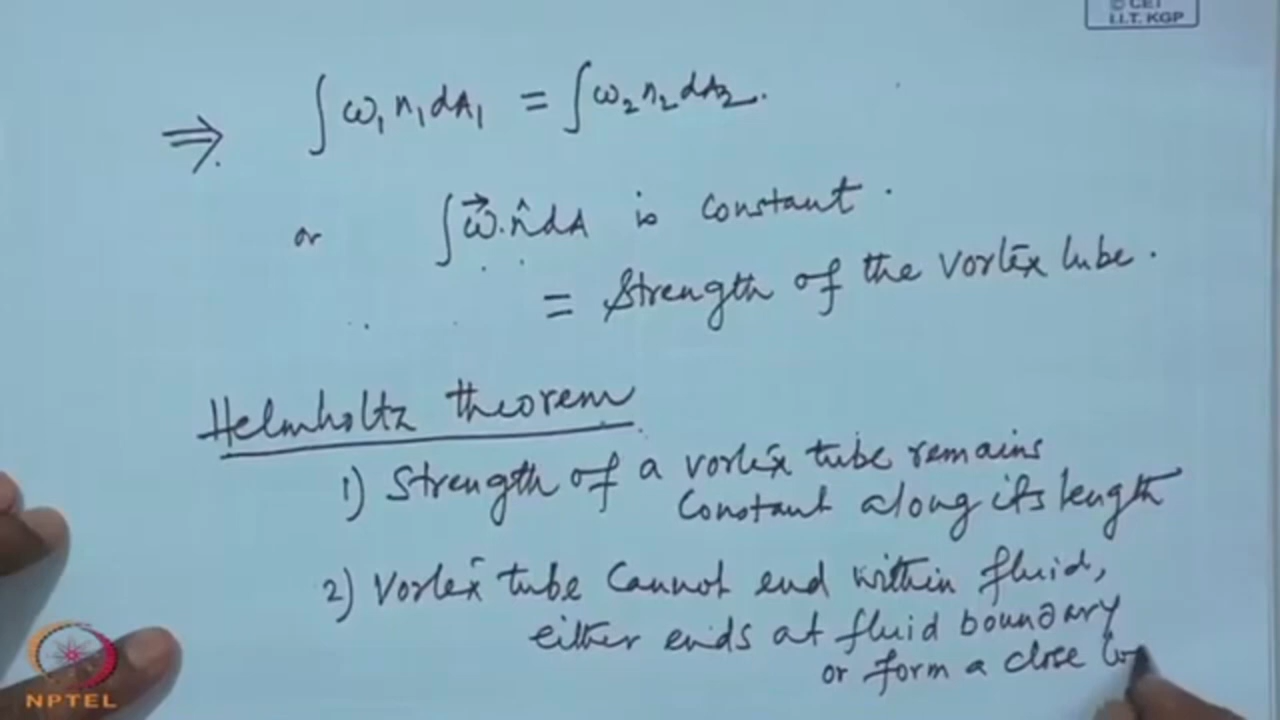 © CET
I.I.T. KGP
⇒ ∫ω₁n₁dA₁ = ∫ω₂n₂dA₂.
or ∫ω⃗.n̂dA is constant.
= Strength of the vortex tube.
Helmholtz theorem
1) Strength of a vortex tube remains
constant along its length
2) Vortex tube cannot end within fluid,
either ends at fluid boundary
or form a close
NPTEL